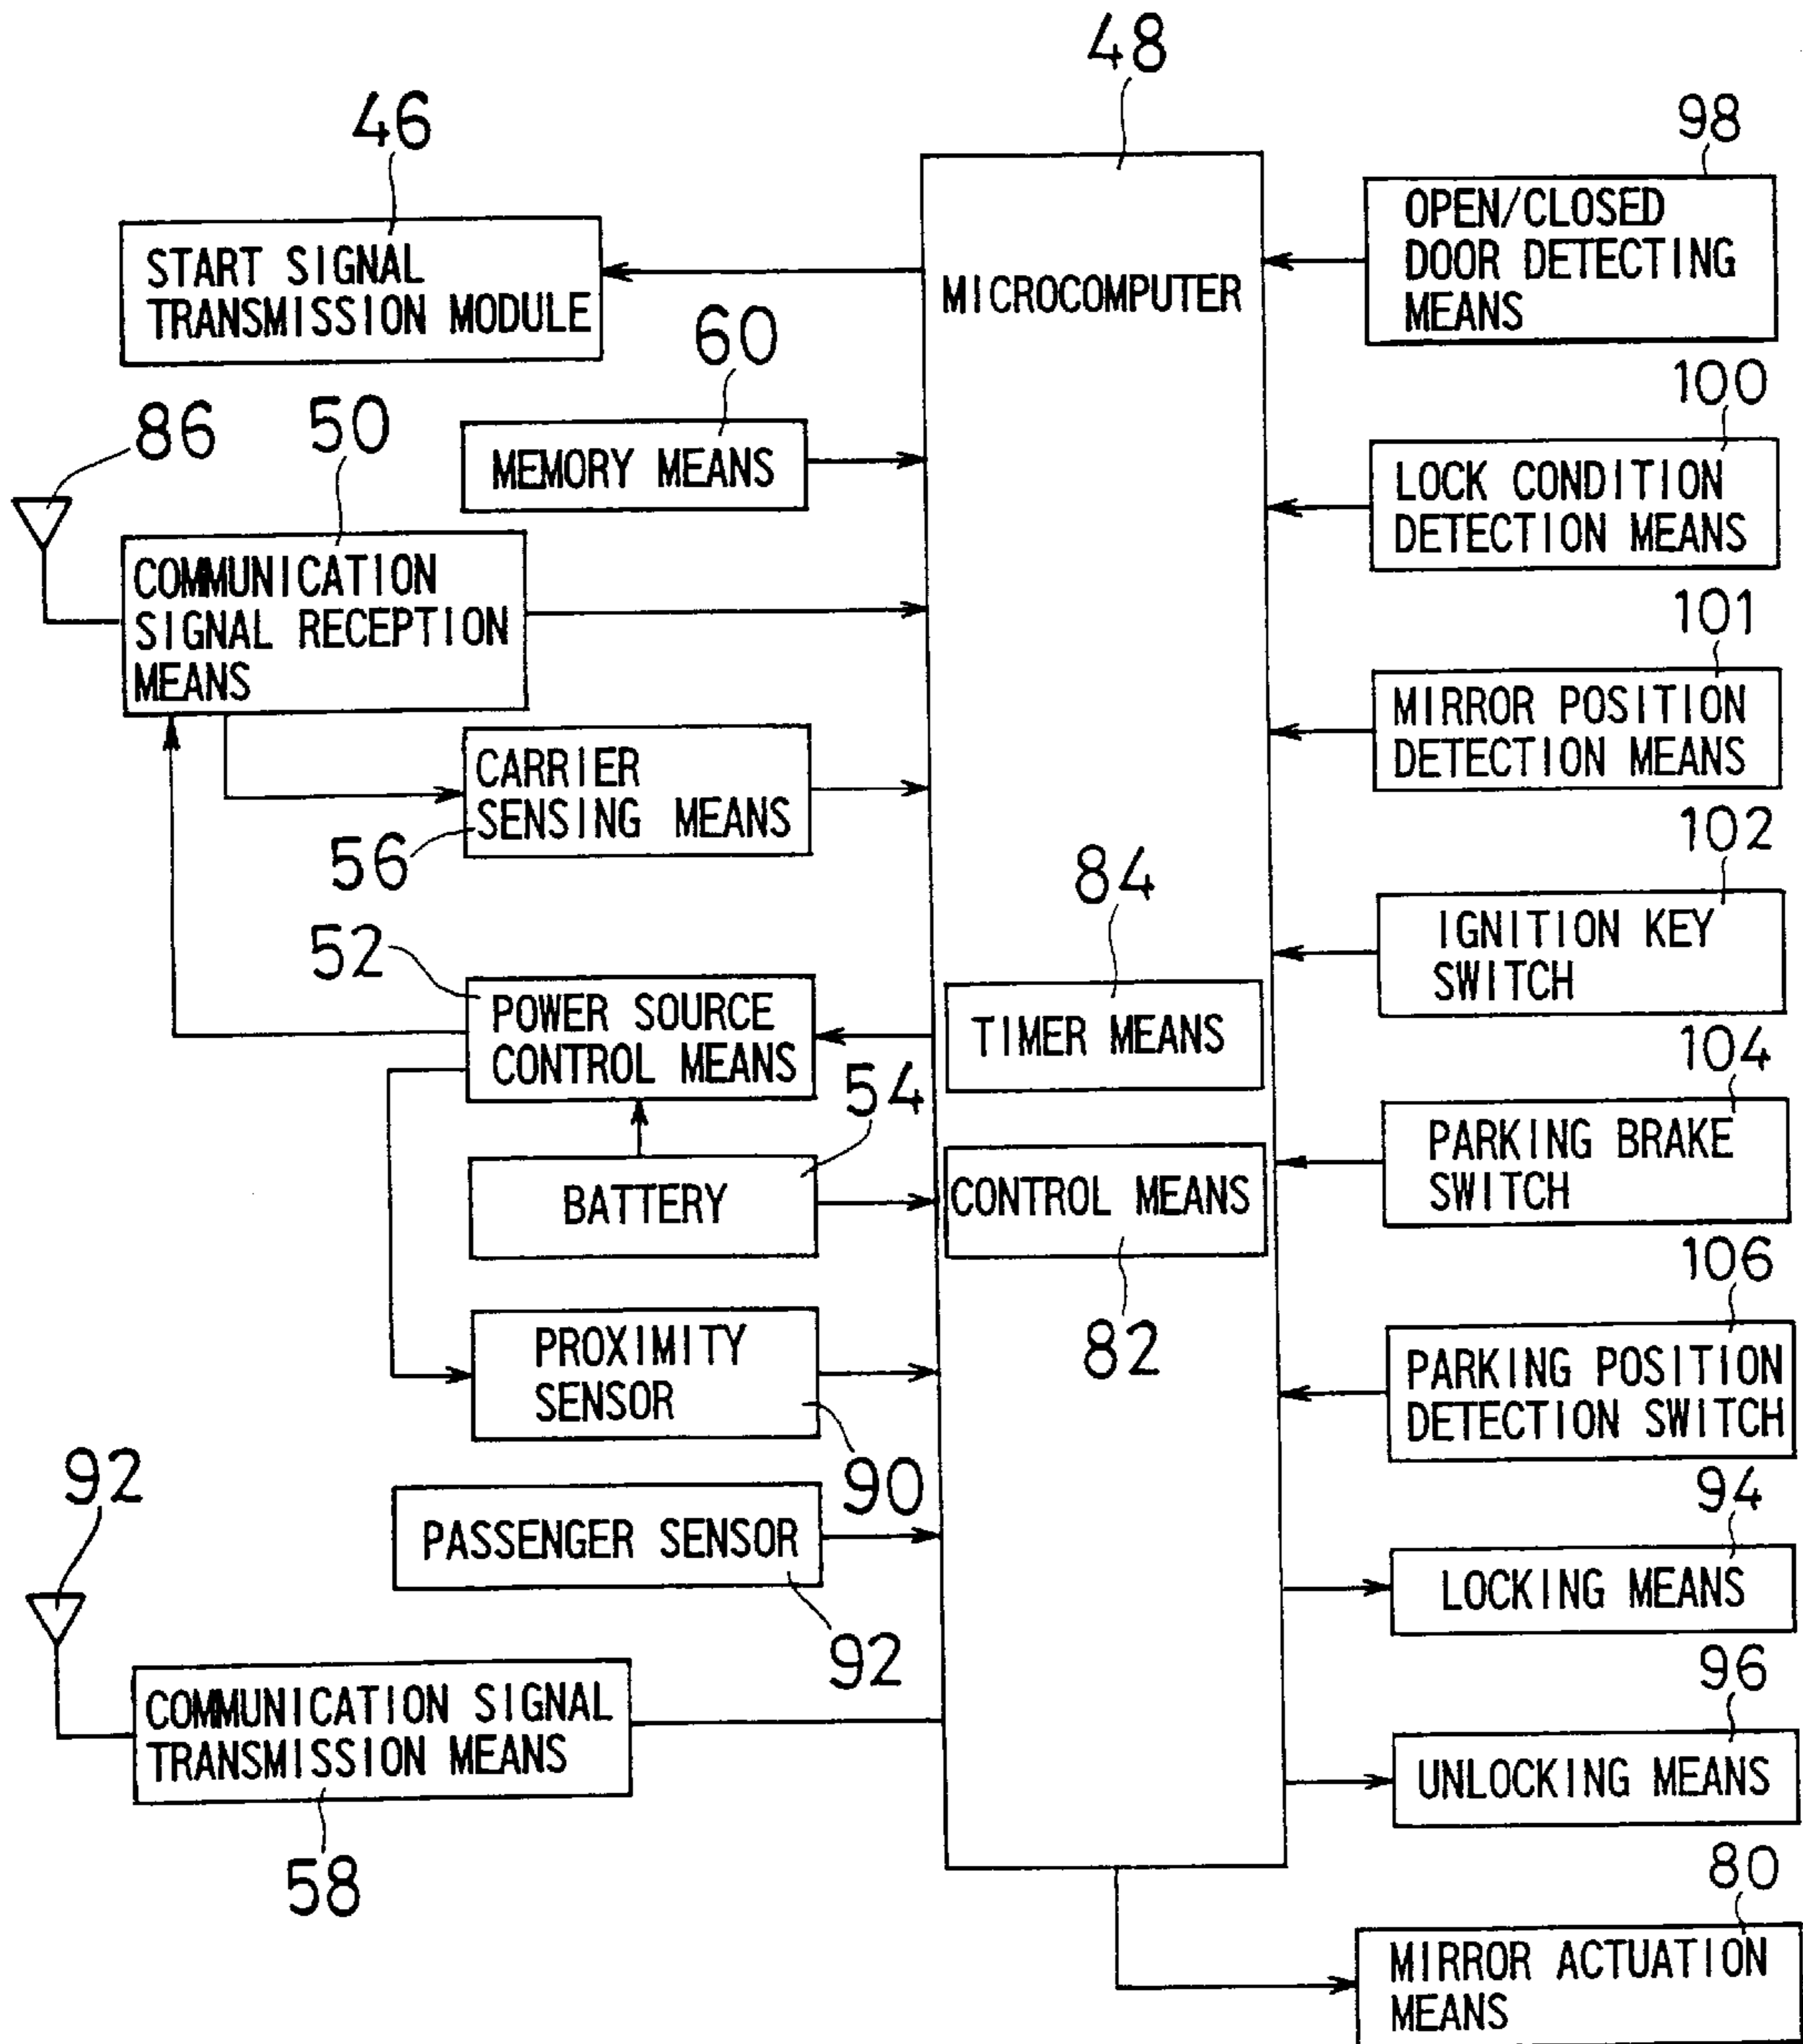 48
46
START SIGNAL
TRANSMISSION MODULE
60
MEMORY MEANS
86
50
COMMUNICATION
SIGNAL RECEPTION
MEANS
CARRIER
SENSING MEANS
56
52
POWER SOURCE
CONTROL MEANS
54
BATTERY
PROXIMITY
SENSOR
90
PASSENGER SENSOR
92
92
COMMUNICATION SIGNAL
TRANSMISSION MEANS
58
MICROCOMPUTER
84
TIMER MEANS
CONTROL MEANS
82
98
OPEN/CLOSED
DOOR DETECTING
MEANS
100
LOCK CONDITION
DETECTION MEANS
101
MIRROR POSITION
DETECTION MEANS
102
IGNITION KEY
SWITCH
104
PARKING BRAKE
SWITCH
106
PARKING POSITION
DETECTION SWITCH
94
LOCKING MEANS
96
UNLOCKING MEANS
80
MIRROR ACTUATION
MEANS